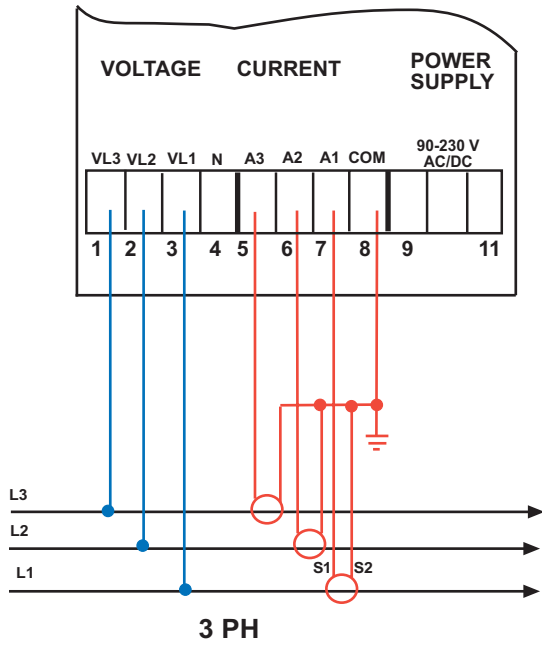 VOLTAGE CURRENT POWER
SUPPLY
90-230 V
AC/DC
VL3 VL2 VL1 N A3 A2 A1 COM
1 2 3 4 5 6 7 8 9 11
L3
L2
S1 S2
L1
3 PH